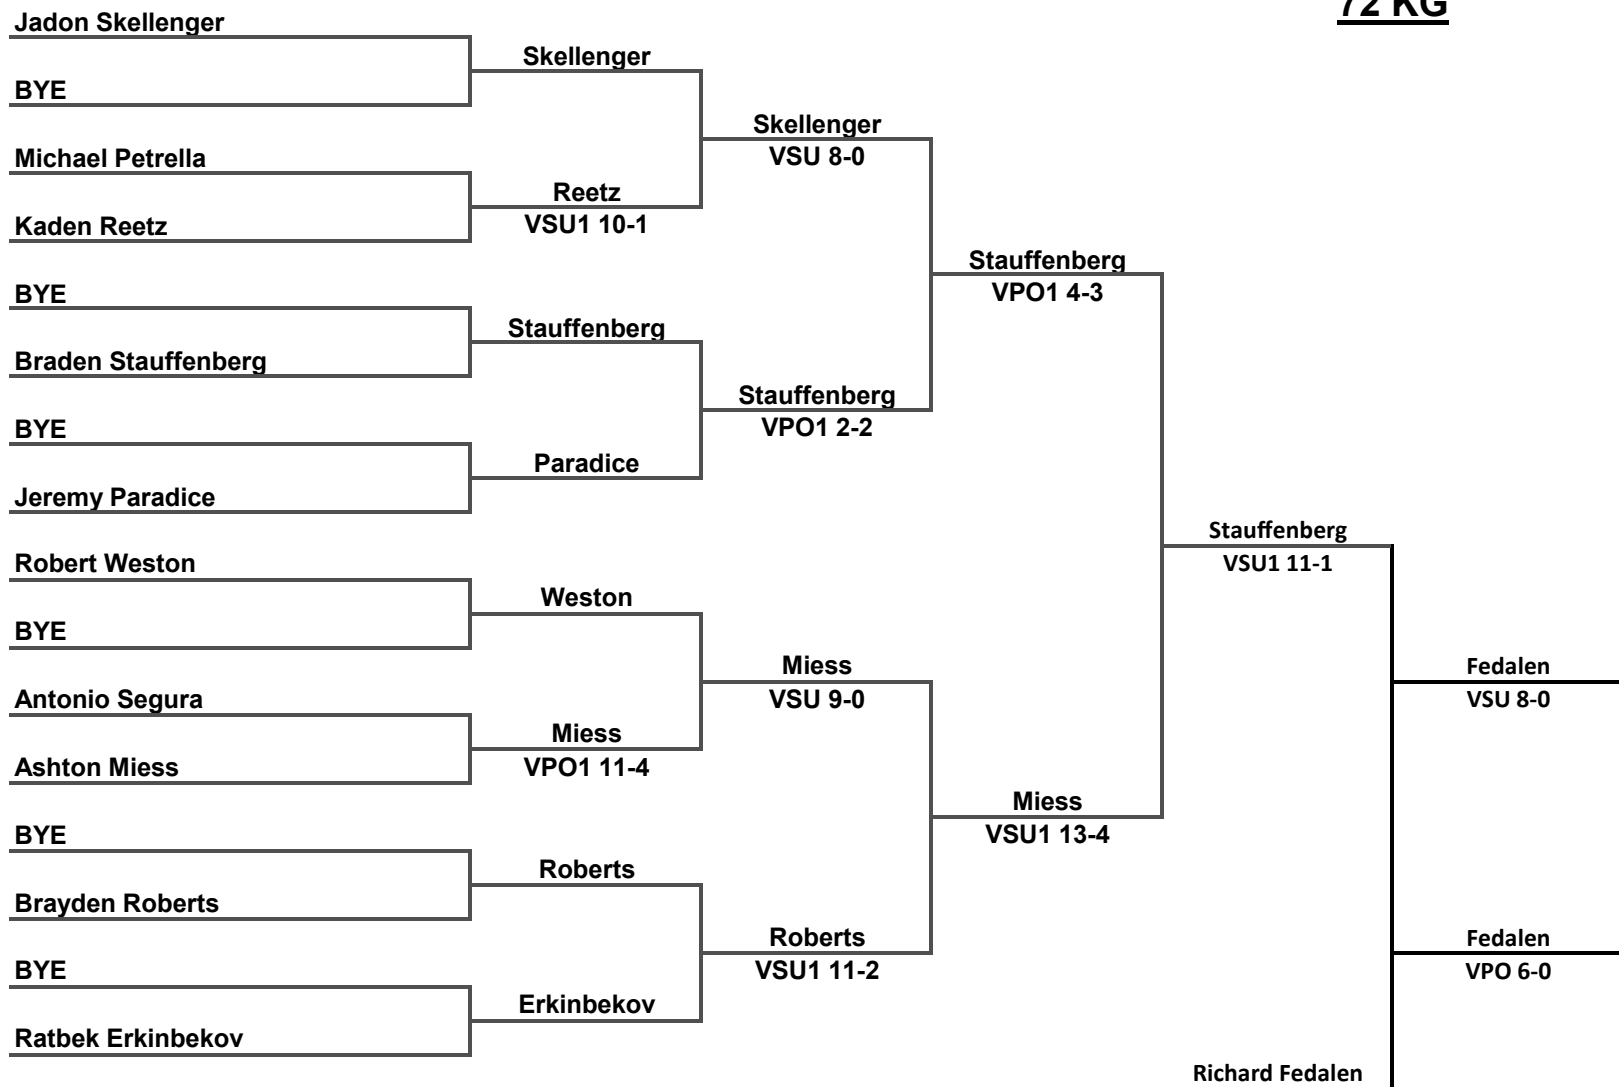 72 KG
Jadon Skellenger
BYE
Michael Petrella
Kaden Reetz
BYE
Braden Stauffenberg
BYE
Jeremy Paradice
Robert Weston
BYE
Antonio Segura
Ashton Miess
BYE
Brayden Roberts
BYE
Ratbek Erkinbekov
Skellenger
Reetz
VSU1 10-1
Stauffenberg
Paradice
Weston
Miess
VPO1 11-4
Roberts
Erkinbekov
Skellenger
VSU 8-0
Stauffenberg
VPO1 2-2
Miess
VSU 9-0
Roberts
VSU1 11-2
Stauffenberg
VPO1 4-3
Miess
VSU1 13-4
Stauffenberg
VSU1 11-1
Richard Fedalen
Fedalen
VSU 8-0
Fedalen
VPO 6-0